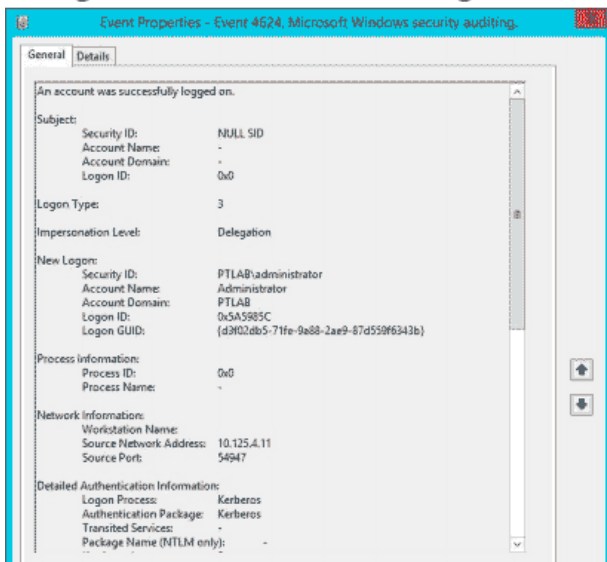 Event Properties - Event 4624, Microsoft Windows security auditing.
General Details
An account was successfully logged on.
Subject:
Security ID: NULL SID
Account Name: -
Account Domain: -
Logon ID: 0x0
Logon Type: 3
Impersonation Level: Delegation
New Logon:
Security ID: PTLAB\administrator
Account Name: Administrator
Account Domain: PTLAB
Logon ID: 0x5A5985C
Logon GUID: {d3f02db5-71fe-9a88-2ae9-87d559f6343b}
Process Information:
Process ID: 0x0
Process Name: -
Network Information:
Workstation Name:
Source Network Address: 10.125.4.11
Source Port: 54947
Detailed Authentication Information:
Logon Process: Kerberos
Authentication Package: Kerberos
Transited Services: -
Package Name (NTLM only): -